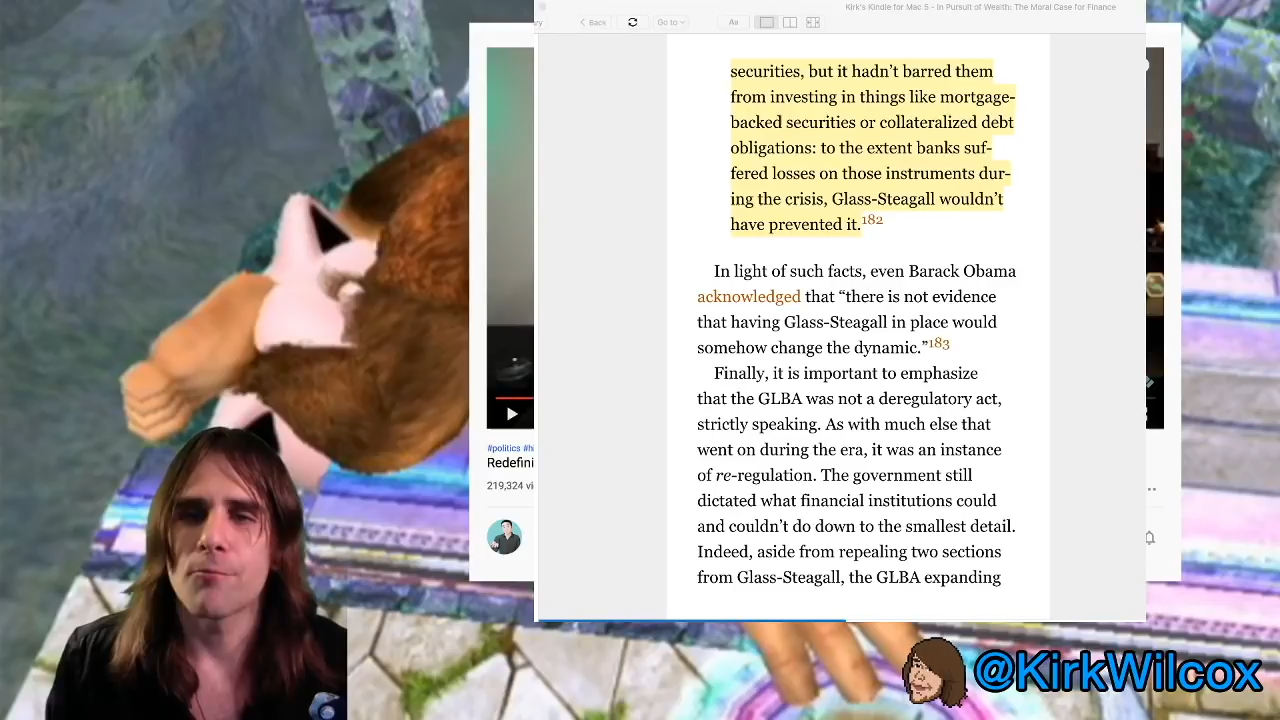 Kirk's Kindle for Mac 5 - In Pursuit of Wealth: The Moral Case for Finance
Back
Go to
Aa
securities, but it hadn’t barred them
from investing in things like mortgage-
backed securities or collateralized debt
obligations: to the extent banks suf-
fered losses on those instruments dur-
ing the crisis, Glass-Steagall wouldn’t
have prevented it.182
In light of such facts, even Barack Obama
acknowledged that “there is not evidence
that having Glass-Steagall in place would
somehow change the dynamic.”183
Finally, it is important to emphasize
that the GLBA was not a deregulatory act,
strictly speaking. As with much else that
went on during the era, it was an instance
of re-regulation. The government still
dictated what financial institutions could
and couldn’t do down to the smallest detail.
Indeed, aside from repealing two sections
from Glass-Steagall, the GLBA expanding
#politics #hi
Redefini
219,324 vi
@KirkWilcox